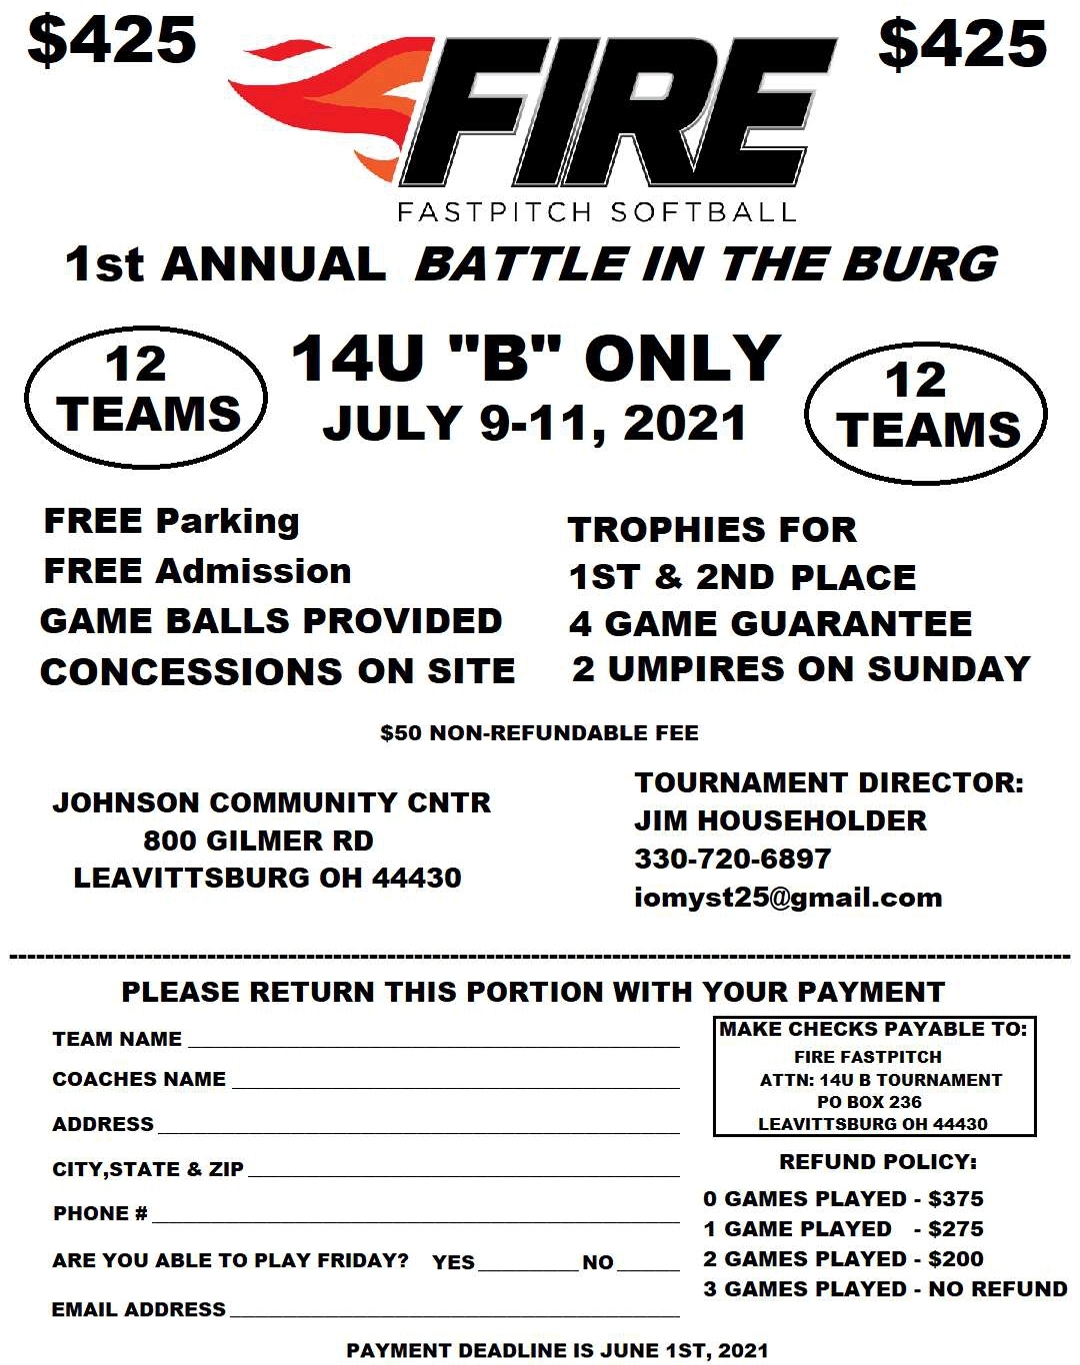 $425
$425
FIRE
FASTPITCH SOFTBALL
1st ANNUAL BATTLE IN THE BURG
12
TEAMS
14U "B" ONLY
JULY 9-11, 2021
12
TEAMS
FREE Parking
FREE Admission
GAME BALLS PROVIDED
CONCESSIONS ON SITE
TROPHIES FOR
1ST & 2ND PLACE
4 GAME GUARANTEE
2 UMPIRES ON SUNDAY
$50 NON-REFUNDABLE FEE
JOHNSON COMMUNITY CNTR
800 GILMER RD
LEAVITTSBURG OH 44430
TOURNAMENT DIRECTOR:
JIM HOUSEHOLDER
330-720-6897
iomyst25@gmail.com
PLEASE RETURN THIS PORTION WITH YOUR PAYMENT
TEAM NAME
COACHES NAME
ADDRESS
CITY,STATE & ZIP
PHONE #
ARE YOU ABLE TO PLAY FRIDAY? YES NO
EMAIL ADDRESS
MAKE CHECKS PAYABLE TO:
FIRE FASTPITCH
ATTN: 14U B TOURNAMENT
PO BOX 236
LEAVITTSBURG OH 44430
REFUND POLICY:
0 GAMES PLAYED - $375
1 GAME PLAYED - $275
2 GAMES PLAYED - $200
3 GAMES PLAYED - NO REFUND
PAYMENT DEADLINE IS JUNE 1ST, 2021